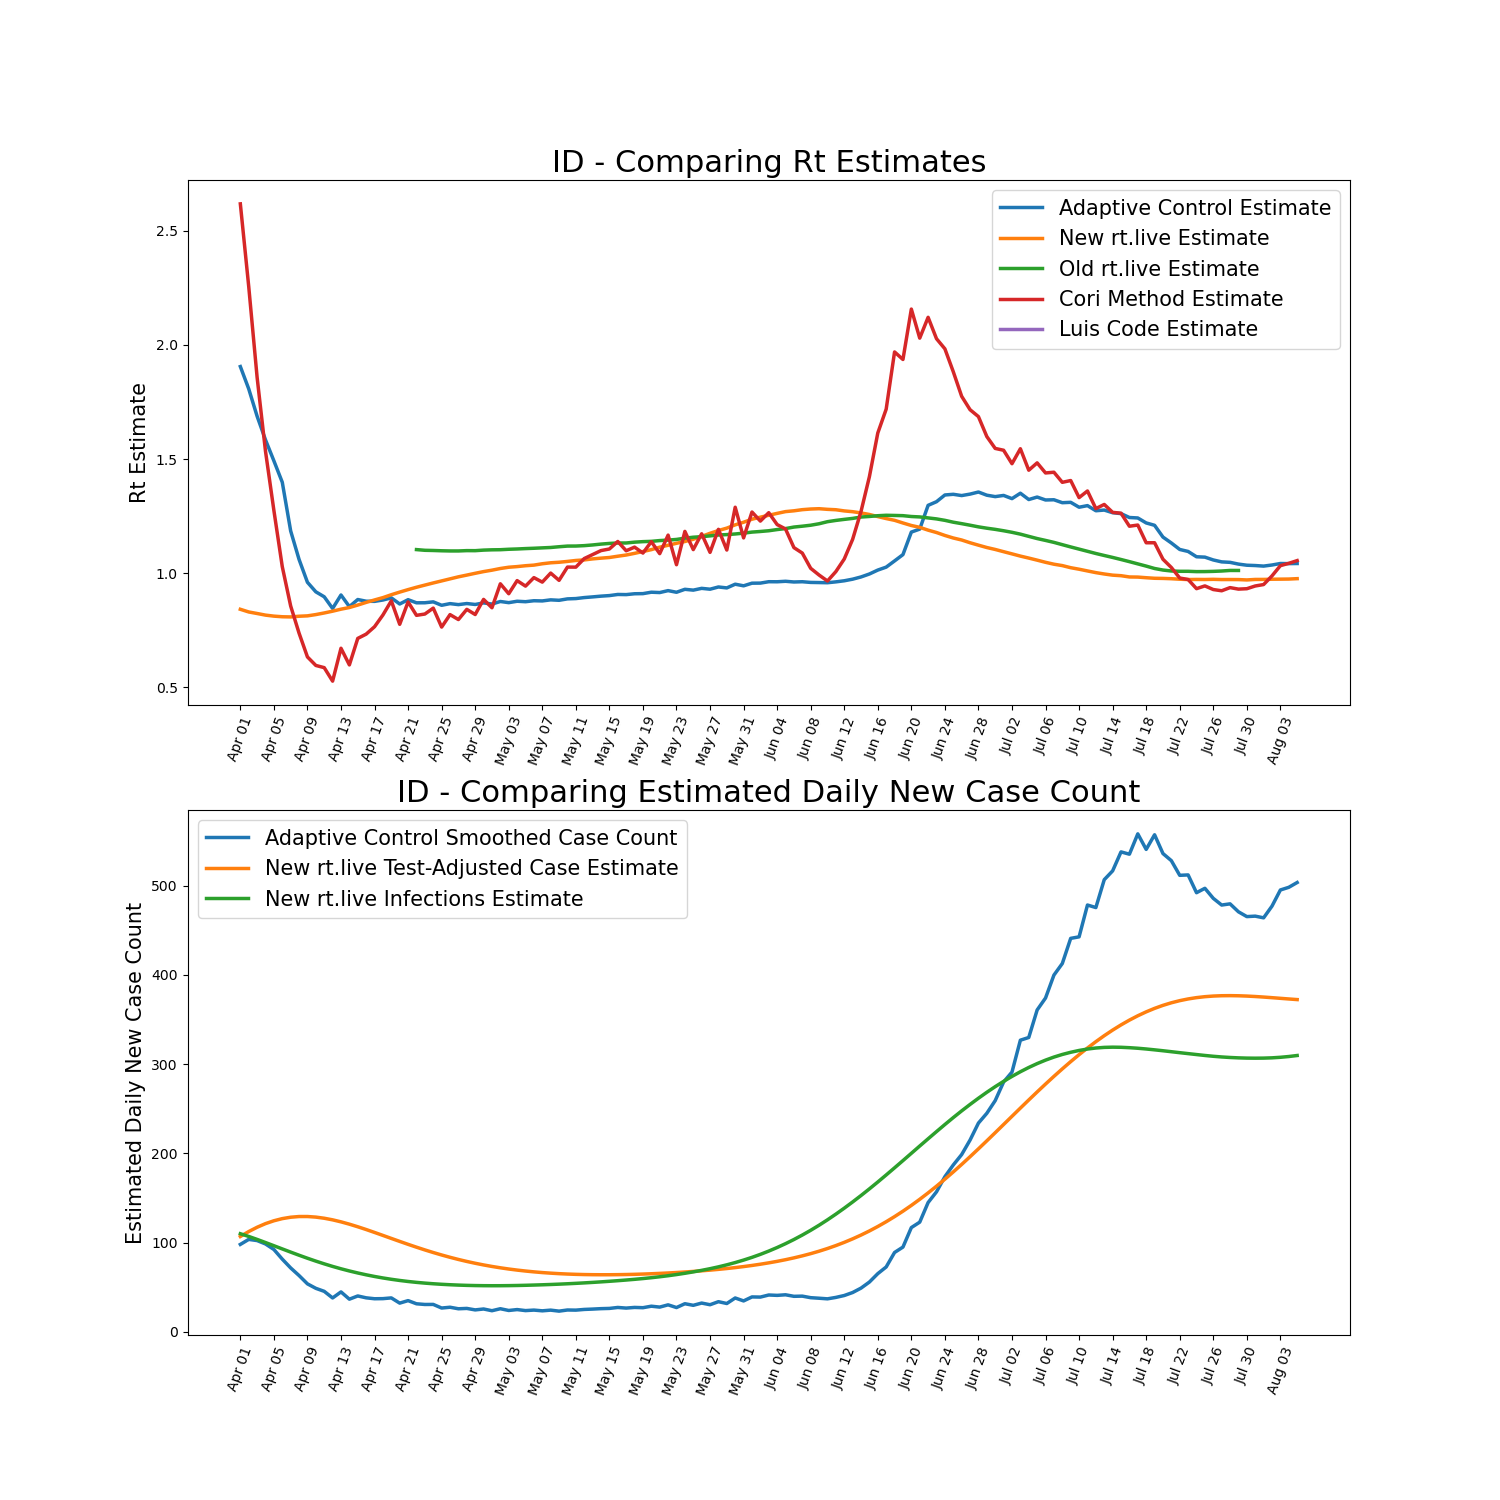 ID - Comparing Rt Estimates
Adaptive Control Estimate
New rt.live Estimate
Old rt.live Estimate
Cori Method Estimate
Luis Code Estimate
Rt Estimate
2.5
2.0
1.5
1.0
0.5
Apr 01 Apr 05 Apr 09 Apr 13 Apr 17 Apr 21 Apr 25 Apr 29 May 03 May 07 May 11 May 15 May 19 May 23 May 27 May 31 Jun 04 Jun 08 Jun 12 Jun 16 Jun 20 Jun 24 Jun 28 Jul 02 Jul 06 Jul 10 Jul 14 Jul 18 Jul 22 Jul 26 Jul 30 Aug 03
ID - Comparing Estimated Daily New Case Count
Adaptive Control Smoothed Case Count
New rt.live Test-Adjusted Case Estimate
New rt.live Infections Estimate
Estimated Daily New Case Count
500
400
300
200
100
0
Apr 01 Apr 05 Apr 09 Apr 13 Apr 17 Apr 21 Apr 25 Apr 29 May 03 May 07 May 11 May 15 May 19 May 23 May 27 May 31 Jun 04 Jun 08 Jun 12 Jun 16 Jun 20 Jun 24 Jun 28 Jul 02 Jul 06 Jul 10 Jul 14 Jul 18 Jul 22 Jul 26 Jul 30 Aug 03